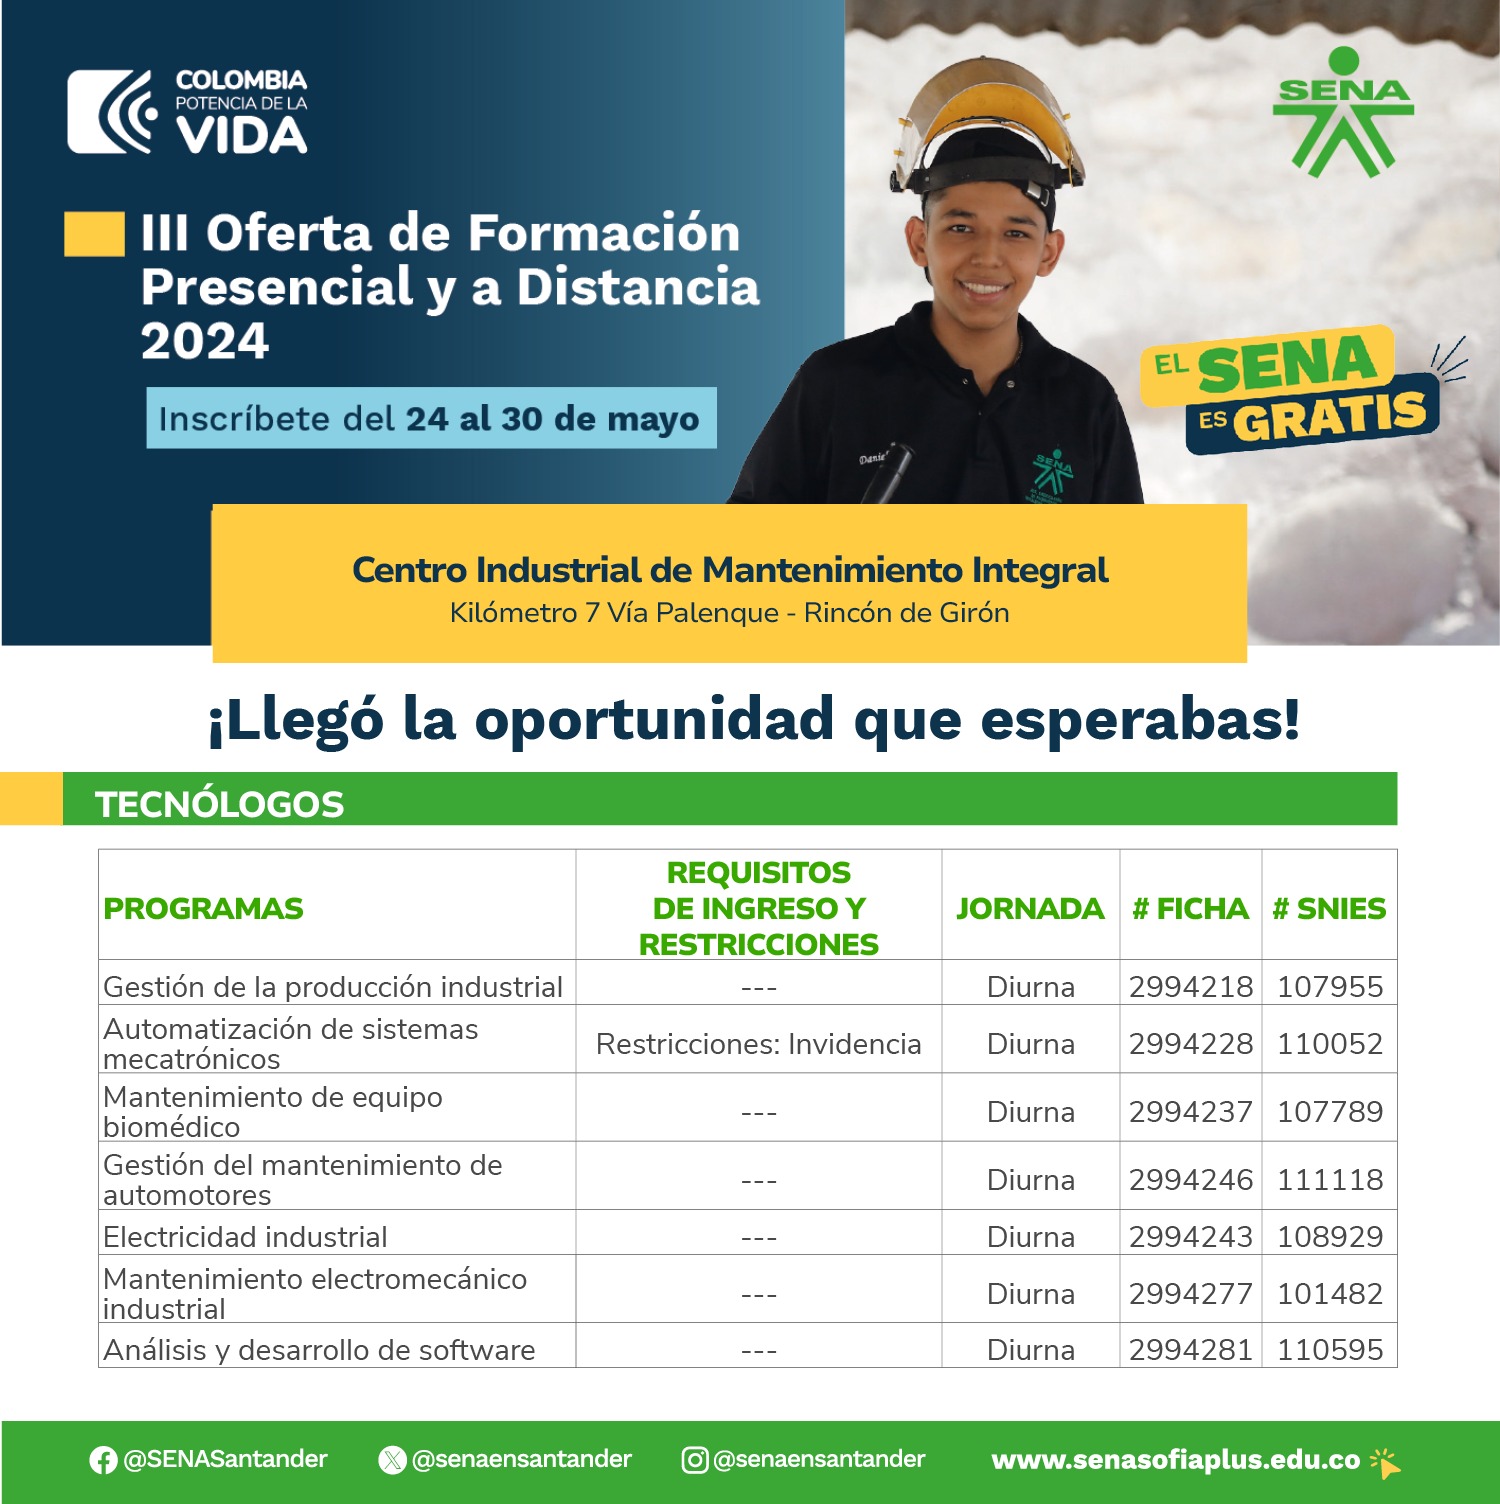 COLOMBIA
POTENCIA DE LA
VIDA
SENA
III Oferta de Formación
Presencial y a Distancia
2024
Inscríbete del 24 al 30 de mayo
EL SENA
ES GRATIS
SENA
Centro Industrial de Mantenimiento Integral
Kilómetro 7 Vía Palenque - Rincón de Girón
¡Llegó la oportunidad que esperabas!
TECNÓLOGOS
PROGRAMAS
REQUISITOS
DE INGRESO Y
RESTRICCIONES
JORNADA
# FICHA
# SNIES
Gestión de la producción industrial --- Diurna 2994218 107955
Automatización de sistemas
mecatrónicos
Restricciones: Invidencia Diurna 2994228 110052
Mantenimiento de equipo
biomédico
--- Diurna 2994237 107789
Gestión del mantenimiento de
automotores
--- Diurna 2994246 111118
Electricidad industrial --- Diurna 2994243 108929
Mantenimiento electromecánico
industrial
--- Diurna 2994277 101482
Análisis y desarrollo de software --- Diurna 2994281 110595
@SENASantander @senaensantander @senaensantander www.senasofiaplus.edu.co